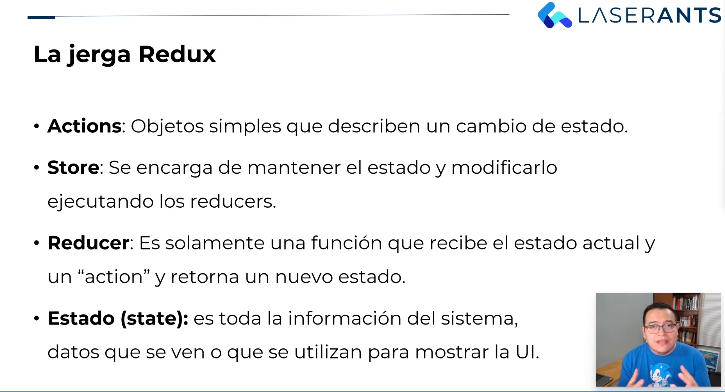 LASERANTS
La jerga Redux
• Actions: Objetos simples que describen un cambio de estado.
• Store: Se encarga de mantener el estado y modificarlo
ejecutando los reducers.
• Reducer: Es solamente una función que recibe el estado actual y
un “action” y retorna un nuevo estado.
• Estado (state): es toda la información del sistema,
datos que se ven o que se utilizan para mostrar la UI.